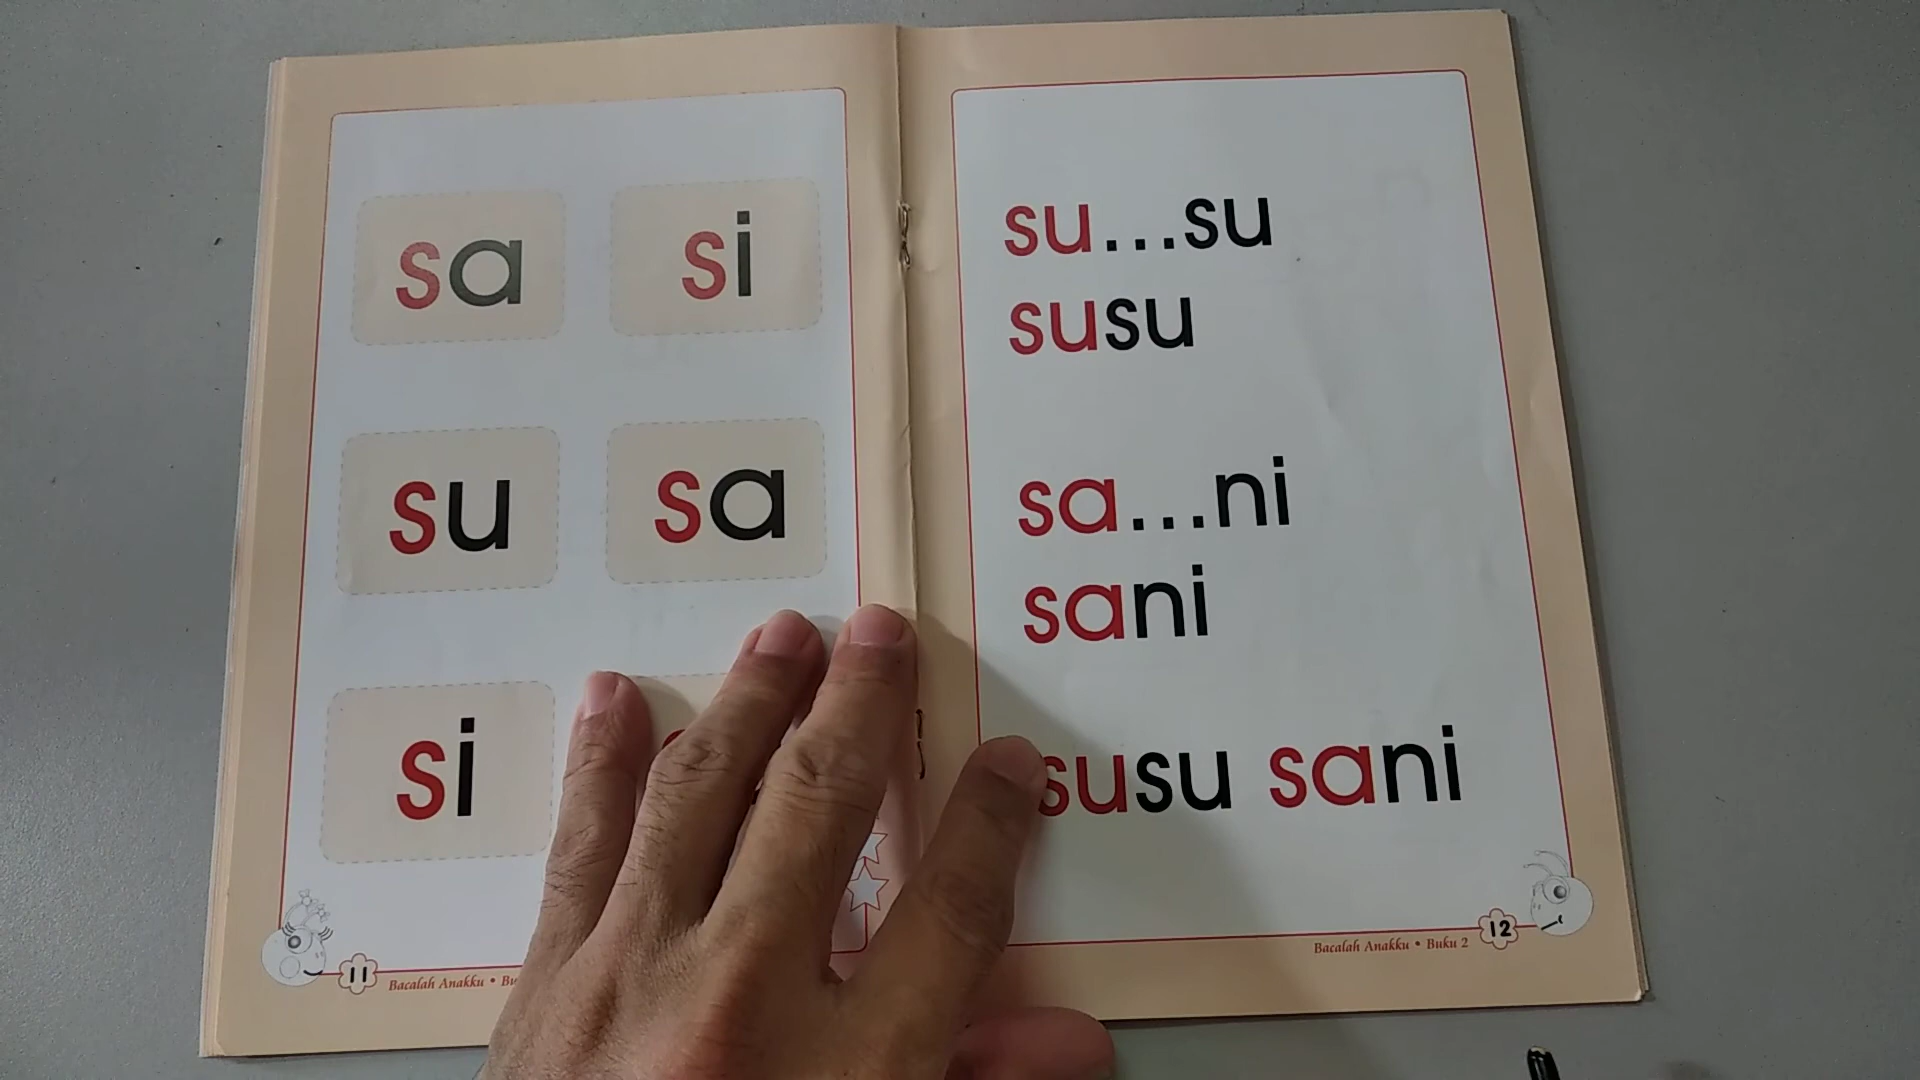 sa si
su sa
si
11 Bacalah Anakku •
su...su
susu
sa...ni
sani
susu sani
Bacalah Anakku • Buku 2 12